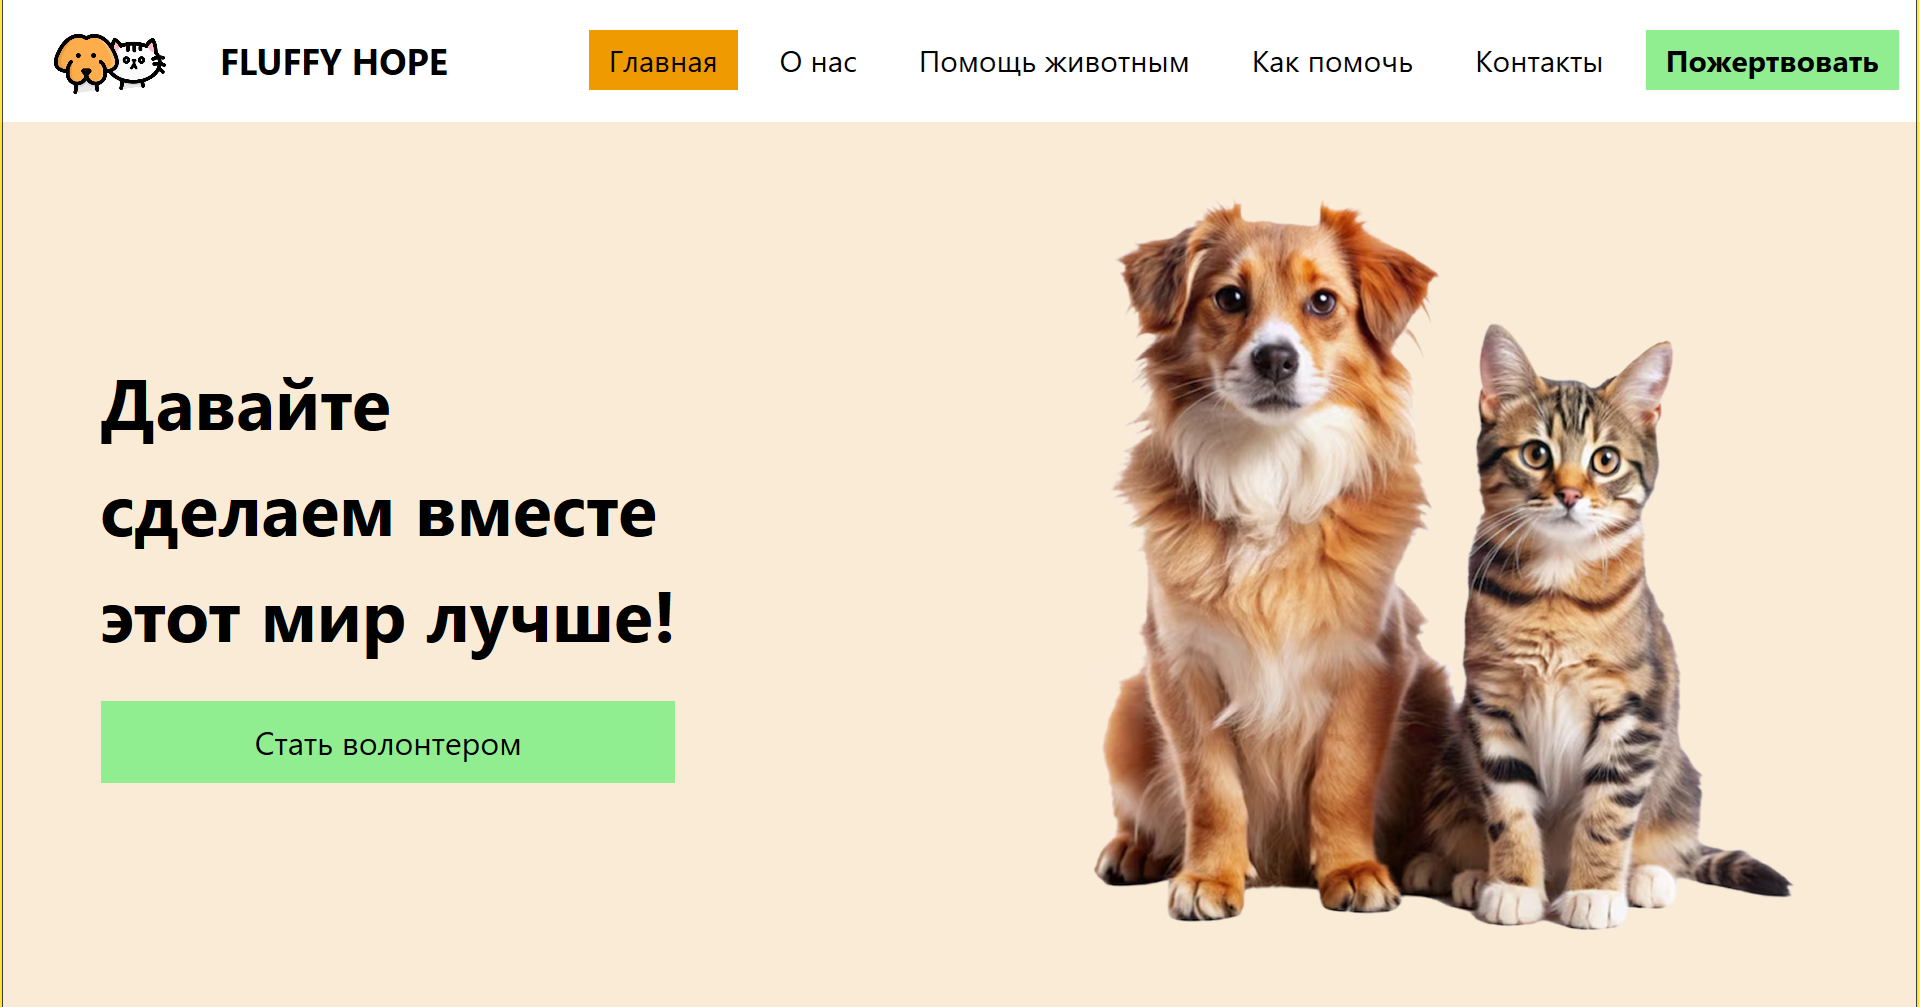 FLUFFY HOPE
Главная
О нас
Помощь животным
Как помочь
Контакты
Пожертвовать
Давайте
сделаем вместе
этот мир лучше!
Стать волонтером